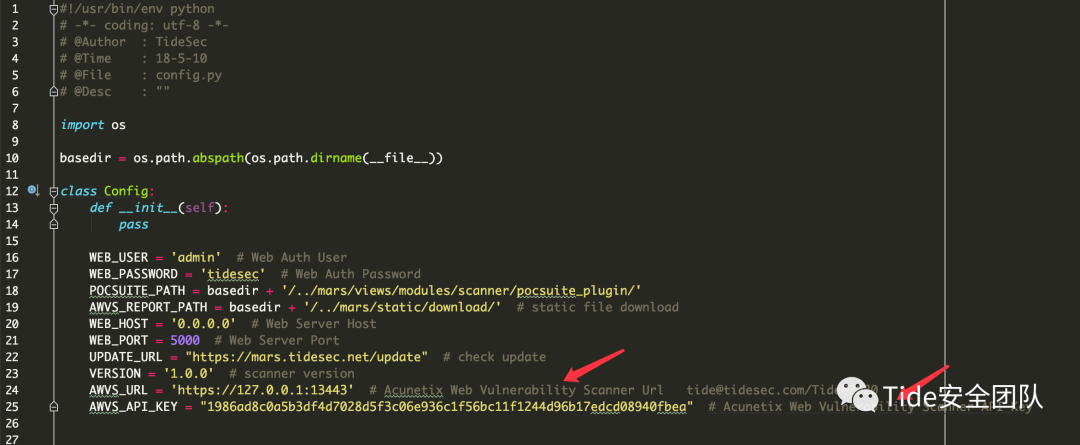 1 #!/usr/bin/env python
2 # -*- coding: utf-8 -*-
3 # @Author  : TideSec
4 # @Time    : 18-5-10
5 # @File    : config.py
6 # @Desc    : ""
7
8 import os
9
10 basedir = os.path.abspath(os.path.dirname(__file__))
11
12 class Config:
13     def __init__(self):
14         pass
15
16     WEB_USER = 'admin'  # Web Auth User
17     WEB_PASSWORD = 'tidesec'  # Web Auth Password
18     POCSUITE_PATH = basedir + '/../mars/views/modules/scanner/pocsuite_plugin/'
19     AWVS_REPORT_PATH = basedir + '/../mars/static/download/'  # static file download
20     WEB_HOST = '0.0.0.0'  # Web Server Host
21     WEB_PORT = 5000  # Web Server Port
22     UPDATE_URL = "https://mars.tidesec.net/update"  # check update
23     VERSION = '1.0.0'  # scanner version
24     AWVS_URL = 'https://127.0.0.1:13443'  # Acunetix Web Vulnerability Scanner Url   tide@tidesec.com/Tide
25     AWVS_API_KEY = "1986ad8c0a5b3df4d7028d5f3c06e936c1f56bc11f1244d96b17edcd08940fbea"  # Acunetix Web Vulnerability Scanner API Key
26
27
Tide安全团队